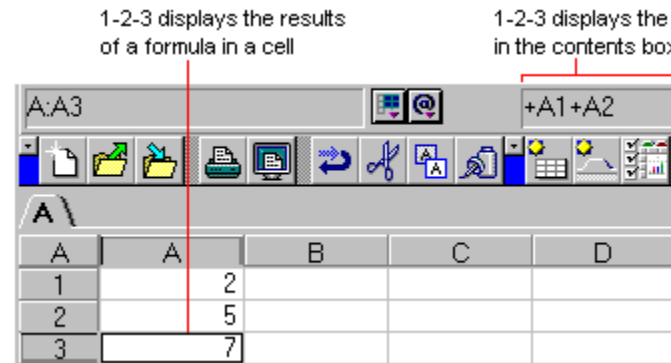 1-2-3 displays the results
of a formula in a cell
1-2-3 displays the
in the contents box
A:A3
@
+A1+A2
A
A A B C D
1 2
2 5
3 7